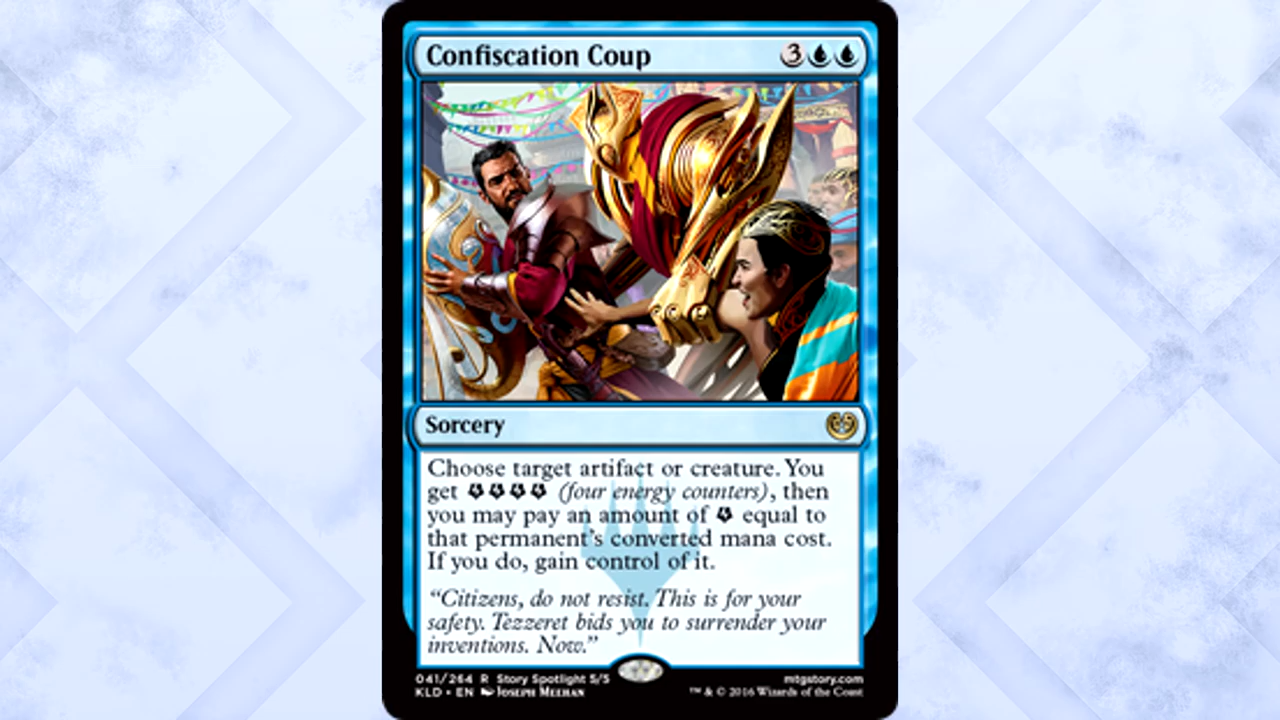 Confiscation Coup 3
Sorcery
Choose target artifact or creature. You
get (four energy counters), then
you may pay an amount of equal to
that permanent's converted mana cost.
If you do, gain control of it.
"Citizens, do not resist. This is for your
safety. Tezzeret bids you to surrender your
inventions. Now."
041/264 R Story Spotlight 5/5
mtgstory.com
KLD • EN Joseph Meehan
™ & © 2016 Wizards of the Coast